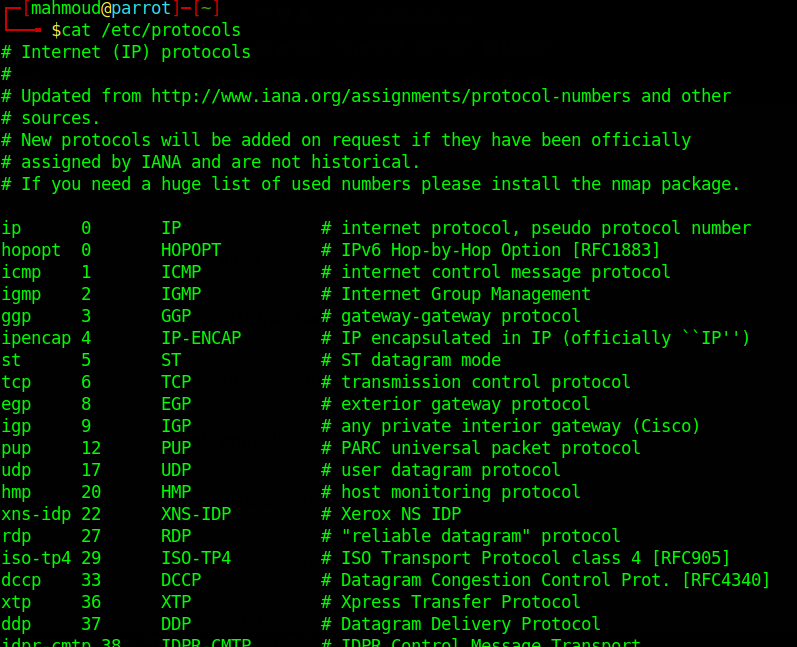 ┌─[mahmoud@parrot]─[~]
└──╼ $cat /etc/protocols
# Internet (IP) protocols
#
# Updated from http://www.iana.org/assignments/protocol-numbers and other
# sources.
# New protocols will be added on request if they have been officially
# assigned by IANA and are not historical.
# If you need a huge list of used numbers please install the nmap package.

ip      0       IP              # internet protocol, pseudo protocol number
hopopt  0       HOPOPT          # IPv6 Hop-by-Hop Option [RFC1883]
icmp    1       ICMP            # internet control message protocol
igmp    2       IGMP            # Internet Group Management
ggp     3       GGP             # gateway-gateway protocol
ipencap 4       IP-ENCAP        # IP encapsulated in IP (officially ``IP'')
st      5       ST              # ST datagram mode
tcp     6       TCP             # transmission control protocol
egp     8       EGP             # exterior gateway protocol
igp     9       IGP             # any private interior gateway (Cisco)
pup     12      PUP             # PARC universal packet protocol
udp     17      UDP             # user datagram protocol
hmp     20      HMP             # host monitoring protocol
xns-idp 22      XNS-IDP         # Xerox NS IDP
rdp     27      RDP             # "reliable datagram" protocol
iso-tp4 29      ISO-TP4         # ISO Transport Protocol class 4 [RFC905]
dccp    33      DCCP            # Datagram Congestion Control Prot. [RFC4340]
xtp     36      XTP             # Xpress Transfer Protocol
ddp     37      DDP             # Datagram Delivery Protocol
idpr-cmtp 38    IDPR-CMTP       # IDPR Control Message Transport